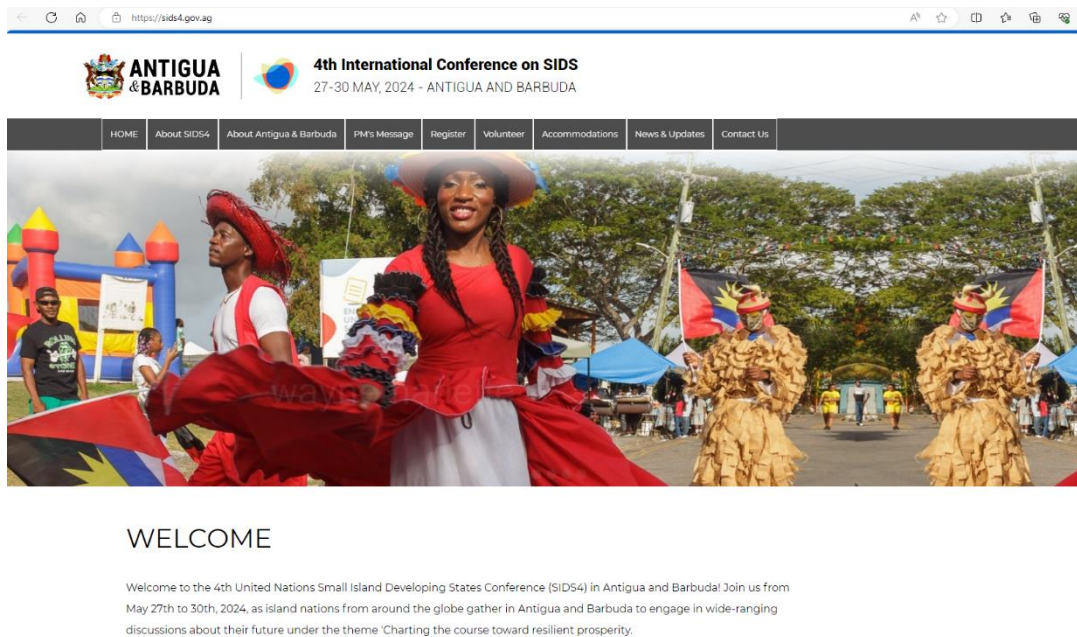 https://sids4.gov.ag
ANTIGUA
& BARBUDA
4th International Conference on SIDS
27-30 MAY, 2024 - ANTIGUA AND BARBUDA
HOME About SIDS4 About Antigua & Barbuda PM's Message Register Volunteer Accommodations News & Updates Contact Us
WELCOME
Welcome to the 4th United Nations Small Island Developing States Conference (SIDS4) in Antigua and Barbuda! Join us from
May 27th to 30th, 2024, as island nations from around the globe gather in Antigua and Barbuda to engage in wide-ranging
discussions about their future under the theme 'Charting the course toward resilient prosperity.